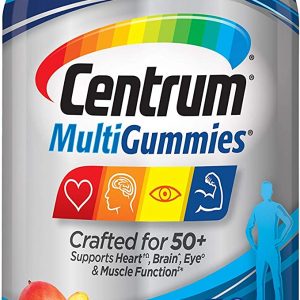 Centrum®
MultiGummies®
Crafted for 50+
Supports Heart†◊, Brain^, Eye°
& Muscle Function‡*